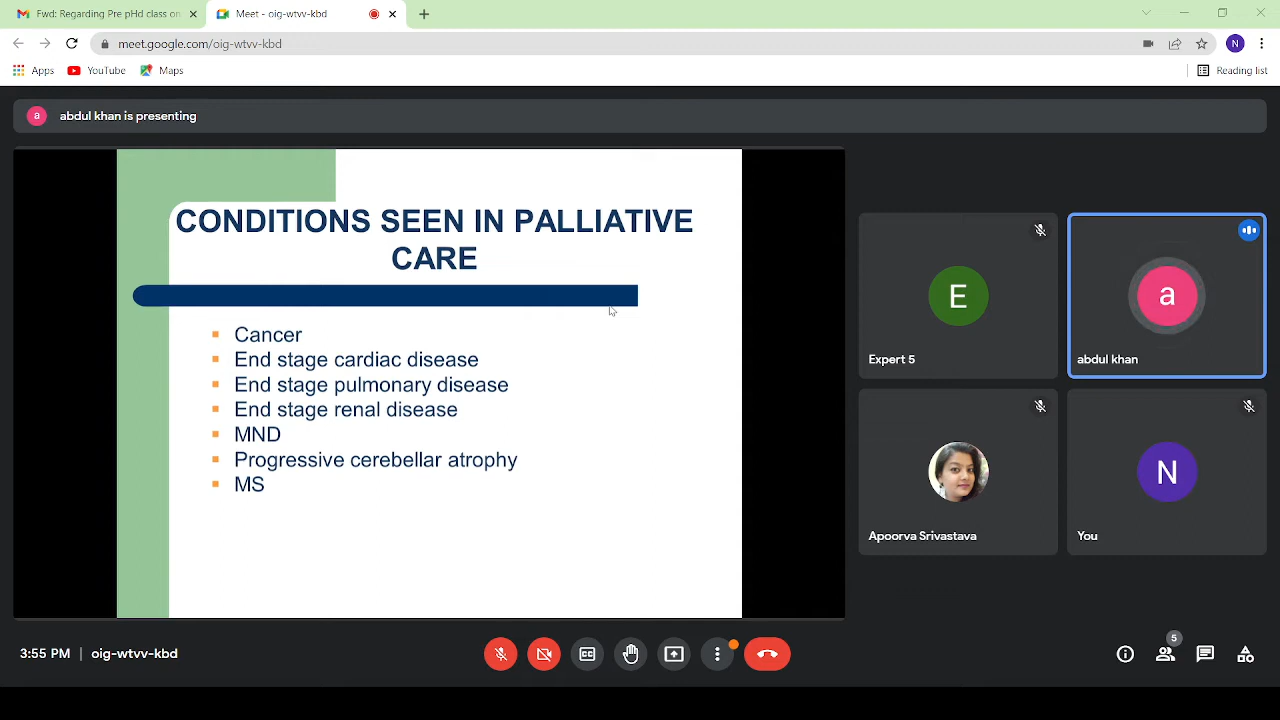 Fwd: Regarding Pre pHd class on
Meet - oig-wtvv-kbd
meet.google.com/oig-wtvv-kbd
N
Apps
YouTube
Maps
Reading list
a
abdul khan is presenting
CONDITIONS SEEN IN PALLIATIVE
CARE
Cancer
End stage cardiac disease
End stage pulmonary disease
End stage renal disease
MND
Progressive cerebellar atrophy
MS
E
Expert 5
a
abdul khan
Apoorva Srivastava
N
You
3:55 PM | oig-wtvv-kbd
CC
5